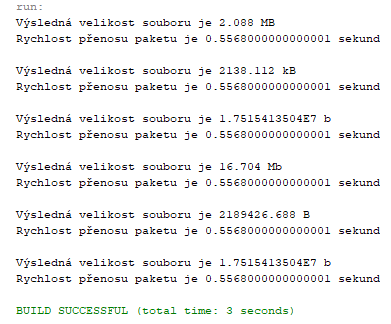 run:
Výsledná velikost souboru je 2.088 MB
Rychlost přenosu paketu je 0.5568000000000001 sekund
Výsledná velikost souboru je 2138.112 kB
Rychlost přenosu paketu je 0.5568000000000001 sekund
Výsledná velikost souboru je 1.7515413504E7 b
Rychlost přenosu paketu je 0.5568000000000001 sekund
Výsledná velikost souboru je 16.704 Mb
Rychlost přenosu paketu je 0.5568000000000001 sekund
Výsledná velikost souboru je 2189426.688 B
Rychlost přenosu paketu je 0.5568000000000001 sekund
Výsledná velikost souboru je 1.7515413504E7 b
Rychlost přenosu paketu je 0.5568000000000001 sekund
BUILD SUCCESSFUL (total time: 3 seconds)